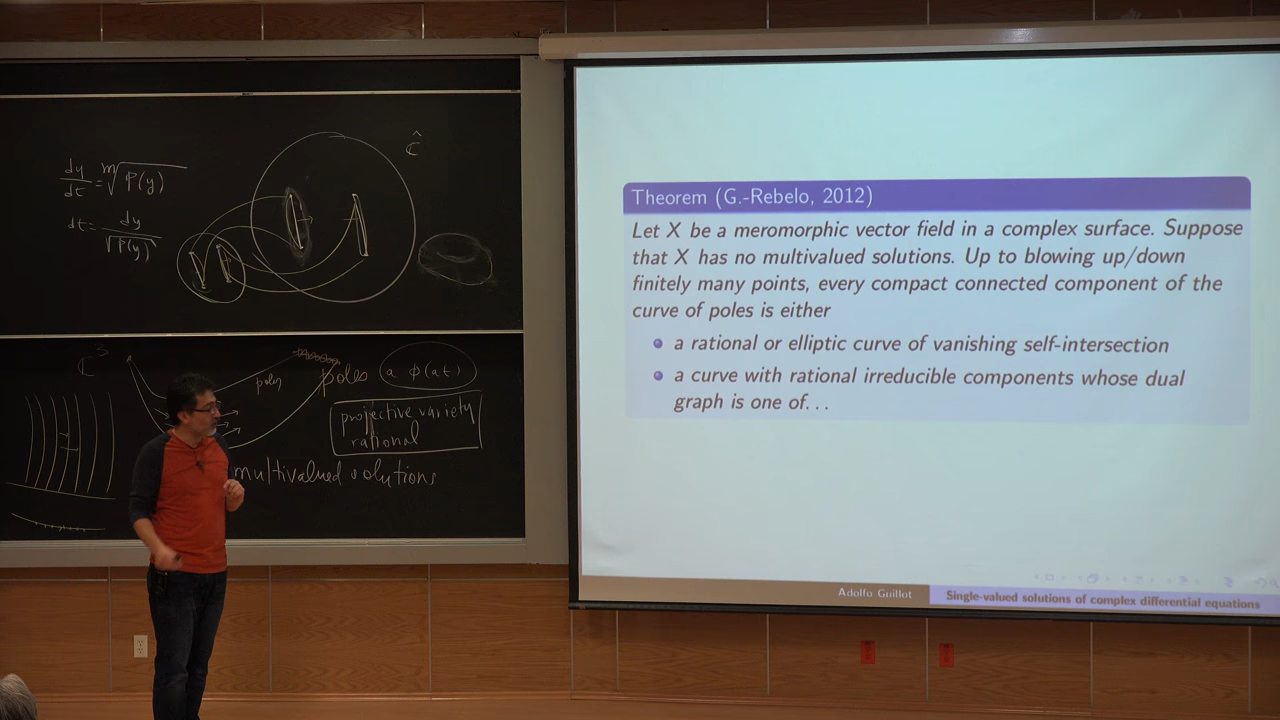 dy/dt = m√P(y)
dt = dy/√P(y)
Ĉ
poles
poles a ϕ(at)
projective variety
rational
multivalued solutions
Theorem (G.-Rebelo, 2012)
Let X be a meromorphic vector field in a complex surface. Suppose
that X has no multivalued solutions. Up to blowing up/down
finitely many points, every compact connected component of the
curve of poles is either
a rational or elliptic curve of vanishing self-intersection
a curve with rational irreducible components whose dual
graph is one of...
Adolfo Guillot
Single-valued solutions of complex differential equations